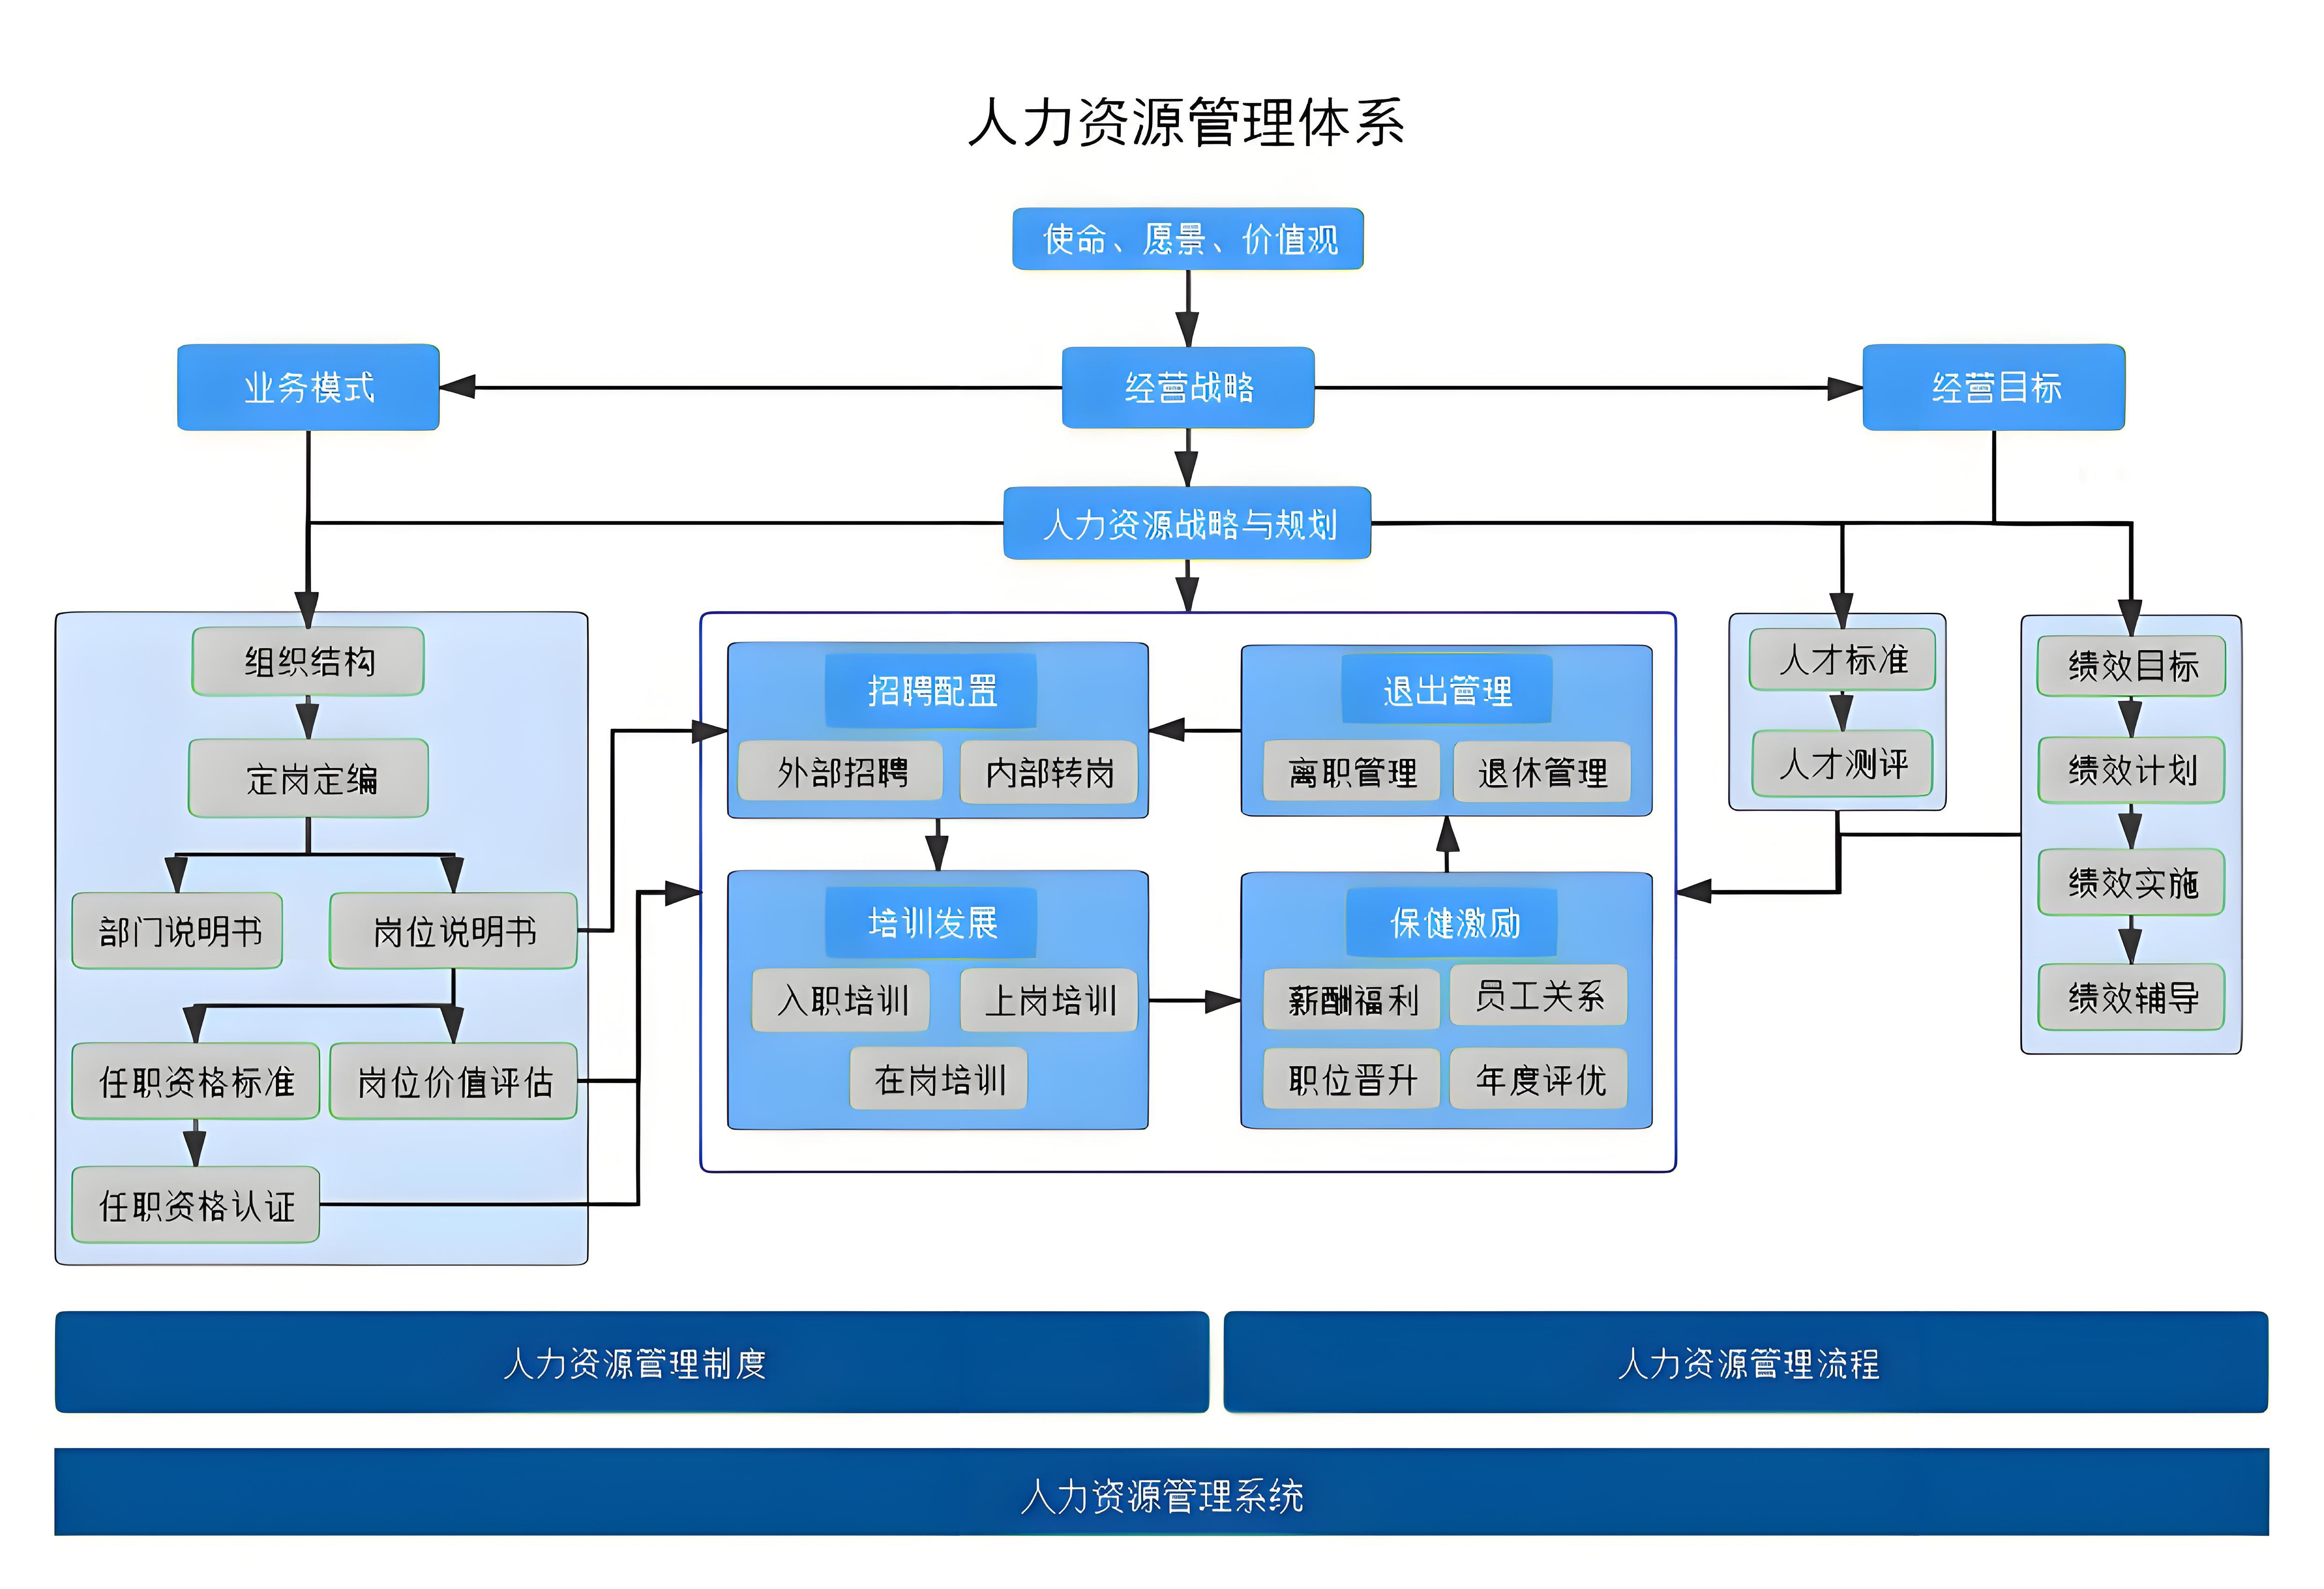 人力资源管理体系
使命、愿景、价值观
业务模式
经营战略
经营目标
人力资源战略与规划
组织结构
定岗定编
部门说明书
岗位说明书
任职资格标准
岗位价值评估
任职资格认证
招聘配置
外部招聘
内部转岗
退出管理
离职管理
退休管理
培训发展
入职培训
上岗培训
在岗培训
保健激励
薪酬福利
员工关系
职位晋升
年度评优
人才标准
人才测评
绩效目标
绩效计划
绩效实施
绩效辅导
人力资源管理制度
人力资源管理流程
人力资源管理系统